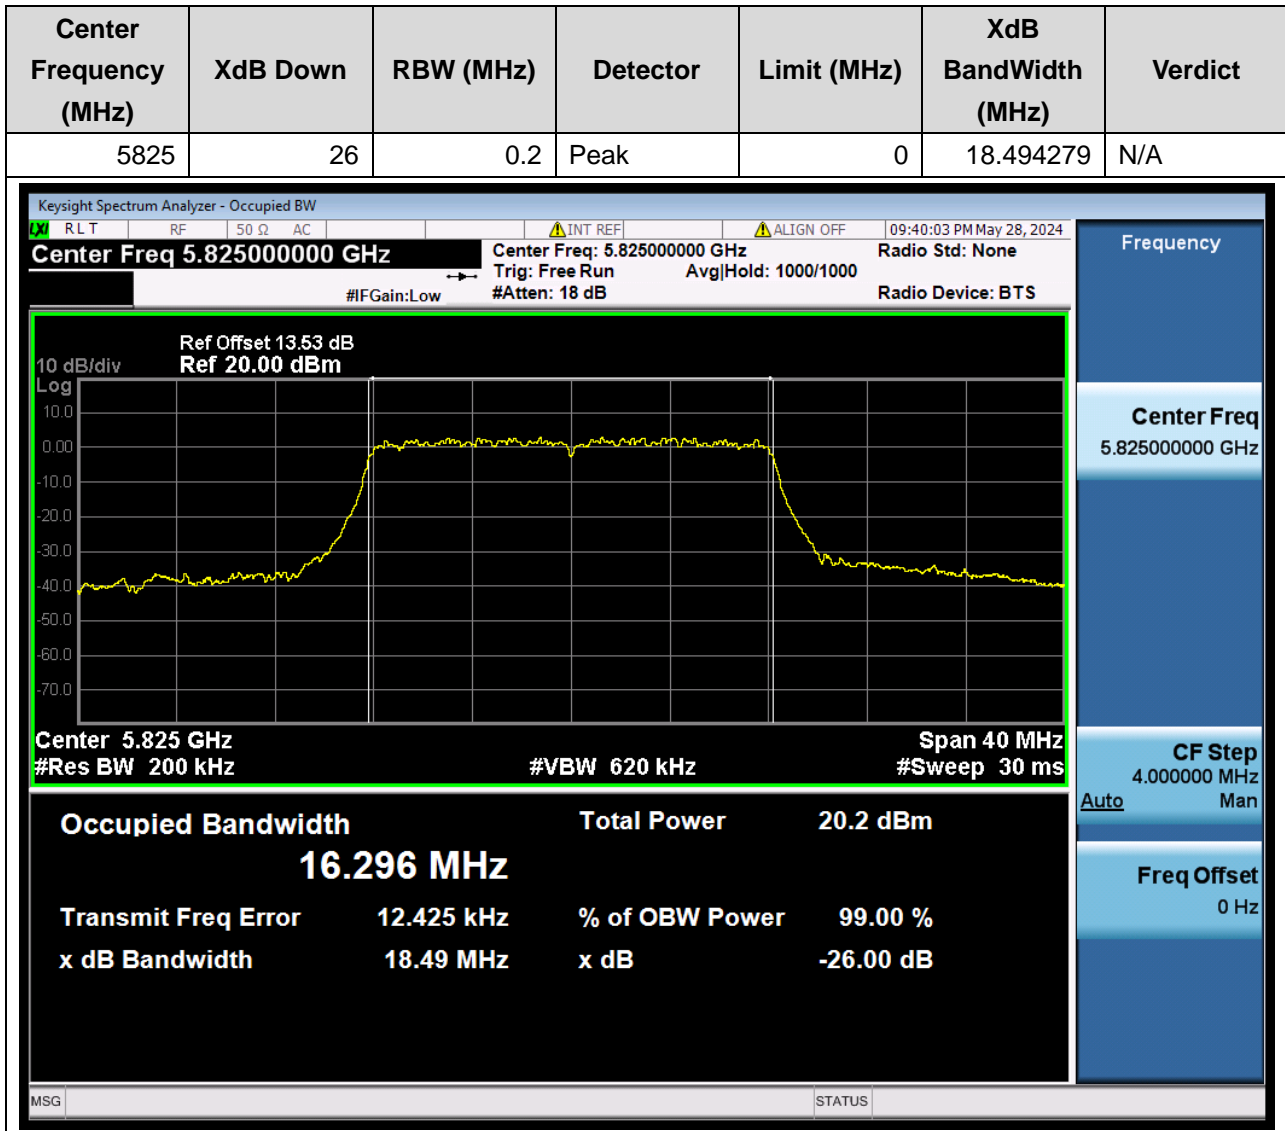 Center Frequency (MHz) XdB Down RBW (MHz) Detector Limit (MHz) XdB BandWidth (MHz) Verdict
5825 26 0.2 Peak 0 18.494279 N/A
Keysight Spectrum Analyzer - Occupied BW
LXI RLT RF 50 Ω AC INT REF ALIGN OFF 09:40:03 PM May 28, 2024
Center Freq 5.825000000 GHz
Center Freq: 5.825000000 GHz
Radio Std: None
Trig: Free Run Avg|Hold: 1000/1000
#IFGain:Low #Atten: 18 dB
Radio Device: BTS
Ref Offset 13.53 dB
10 dB/div Ref 20.00 dBm
Log
10.0
0.00
-10.0
-20.0
-30.0
-40.0
-50.0
-60.0
-70.0
Center 5.825 GHz Span 40 MHz
#Res BW 200 kHz #VBW 620 kHz #Sweep 30 ms
Occupied Bandwidth Total Power 20.2 dBm
16.296 MHz
Transmit Freq Error 12.425 kHz % of OBW Power 99.00 %
x dB Bandwidth 18.49 MHz x dB -26.00 dB
Frequency
Center Freq
5.825000000 GHz
CF Step
4.000000 MHz
Auto Man
Freq Offset
0 Hz
MSG STATUS